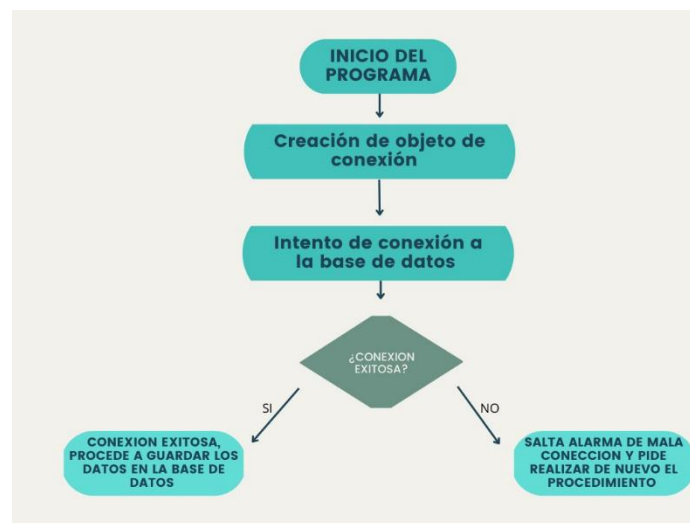 INICIO DEL
PROGRAMA
Creación de objeto de
conexión
Intento de conexión a
la base de datos
¿CONEXION
EXITOSA?
SI
NO
CONEXION EXITOSA,
PROCEDE A GUARDAR LOS
DATOS EN LA BASE DE
DATOS
SALTA ALARMA DE MALA
CONECCION Y PIDE
REALIZAR DE NUEVO EL
PROCEDIMIENTO